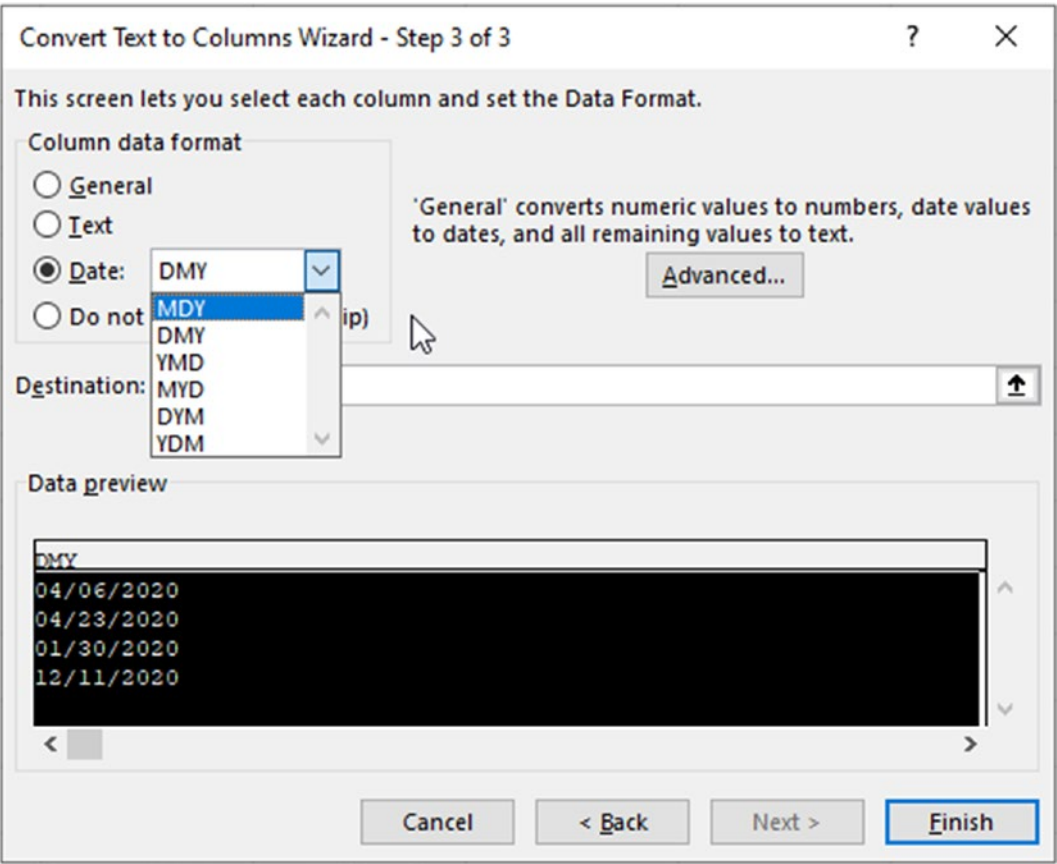 Convert Text to Columns Wizard - Step 3 of 3
?
This screen lets you select each column and set the Data Format.
Column data format
General
Text
Date: DMY
MDY
Do not ip)
DMY
YMD
MYD
DYM
YDM
'General' converts numeric values to numbers, date values
to dates, and all remaining values to text.
Advanced...
Destination:
Data preview
DMY
04/06/2020
04/23/2020
01/30/2020
12/11/2020
Cancel
< Back
Next >
Finish